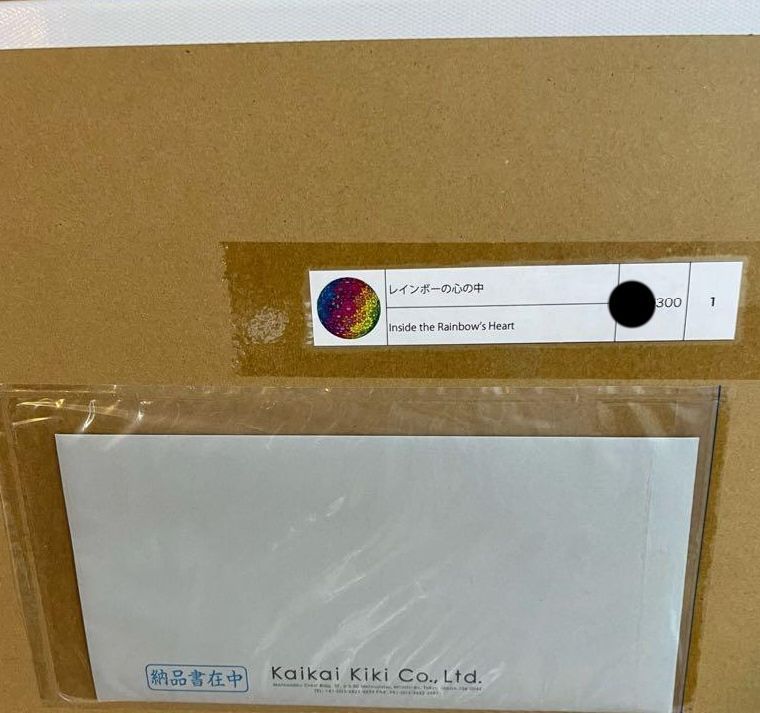 レインボーの心の中
300
1
Inside the Rainbow's Heart
納品書在中
Kaikai Kiki Co., Ltd.